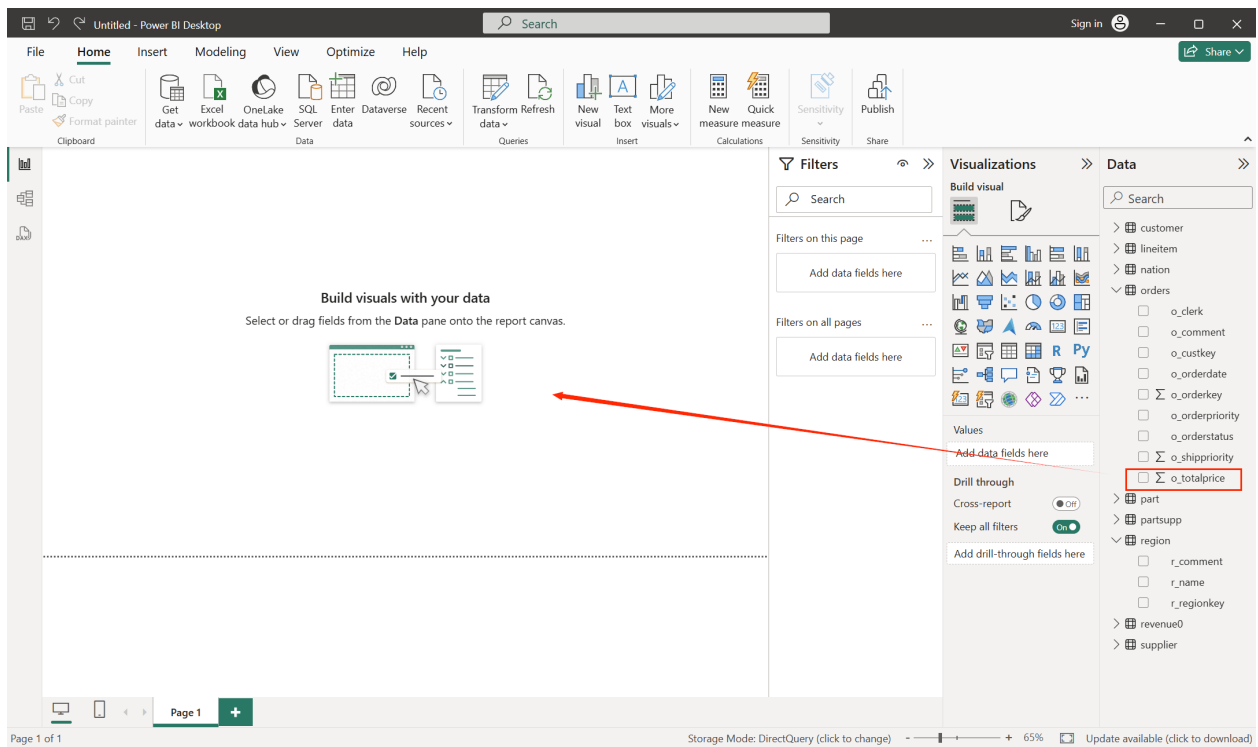 Untitled - Power BI Desktop
Search
Sign in
File Home Insert Modeling View Optimize Help
Share
Paste
Cut
Copy
Format painter
Clipboard
Get data
Excel workbook
OneLake data hub
SQL Server
Enter data
Dataverse
Recent sources
Data
Transform data
Refresh
Queries
New visual
Text box
More visuals
Insert
New measure
Quick measure
Calculations
Sensitivity
Sensitivity
Publish
Share
Build visuals with your data
Select or drag fields from the Data pane onto the report canvas.
Filters
Search
Filters on this page
Add data fields here
Filters on all pages
Add data fields here
Visualizations
Build visual
123
R Py
123
Values
Add data fields here
Drill through
Cross-report
Off
Keep all filters
On
Add drill-through fields here
Data
Search
customer
lineitem
nation
orders
o_clerk
o_comment
o_custkey
o_orderdate
∑ o_orderkey
o_orderpriority
o_orderstatus
∑ o_shippriority
∑ o_totalprice
part
partsupp
region
r_comment
r_name
r_regionkey
revenue0
supplier
DAX
Page 1
+
Page 1 of 1
Storage Mode: DirectQuery (click to change)
- + 65%
Update available (click to download)